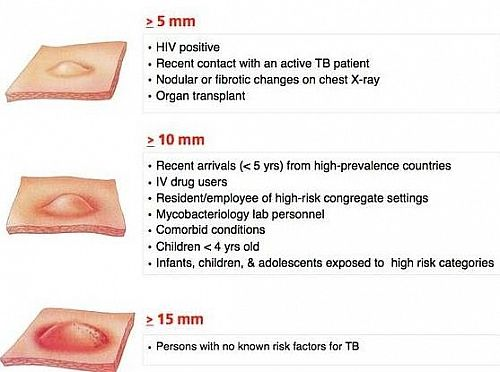 ≥ 5 mm
• HIV positive
• Recent contact with an active TB patient
• Nodular or fibrotic changes on chest X-ray
• Organ transplant
≥ 10 mm
• Recent arrivals (< 5 yrs) from high-prevalence countries
• IV drug users
• Resident/employee of high-risk congregate settings
• Mycobacteriology lab personnel
• Comorbid conditions
• Children < 4 yrs old
• Infants, children, & adolescents exposed to high risk categories
≥ 15 mm
• Persons with no known risk factors for TB